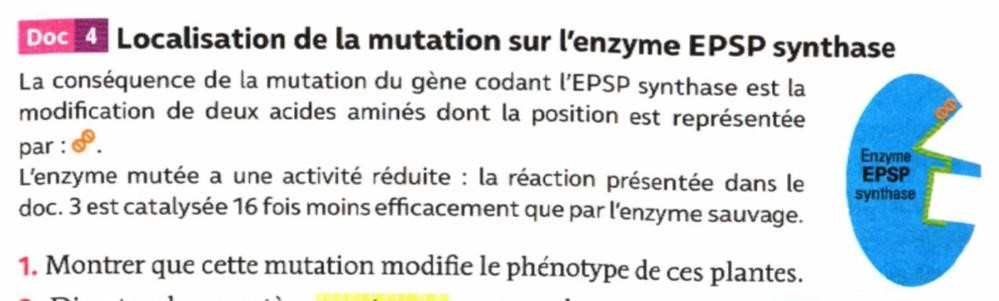 Doc 4 Localisation de la mutation sur l'enzyme EPSP synthase
La conséquence de la mutation du gène codant l'EPSP synthase est la
modification de deux acides aminés dont la position est représentée
par : .
L'enzyme mutée a une activité réduite : la réaction présentée dans le
doc. 3 est catalysée 16 fois moins efficacement que par l'enzyme sauvage.
Enzyme
EPSP
synthase
1. Montrer que cette mutation modifie le phénotype de ces plantes.